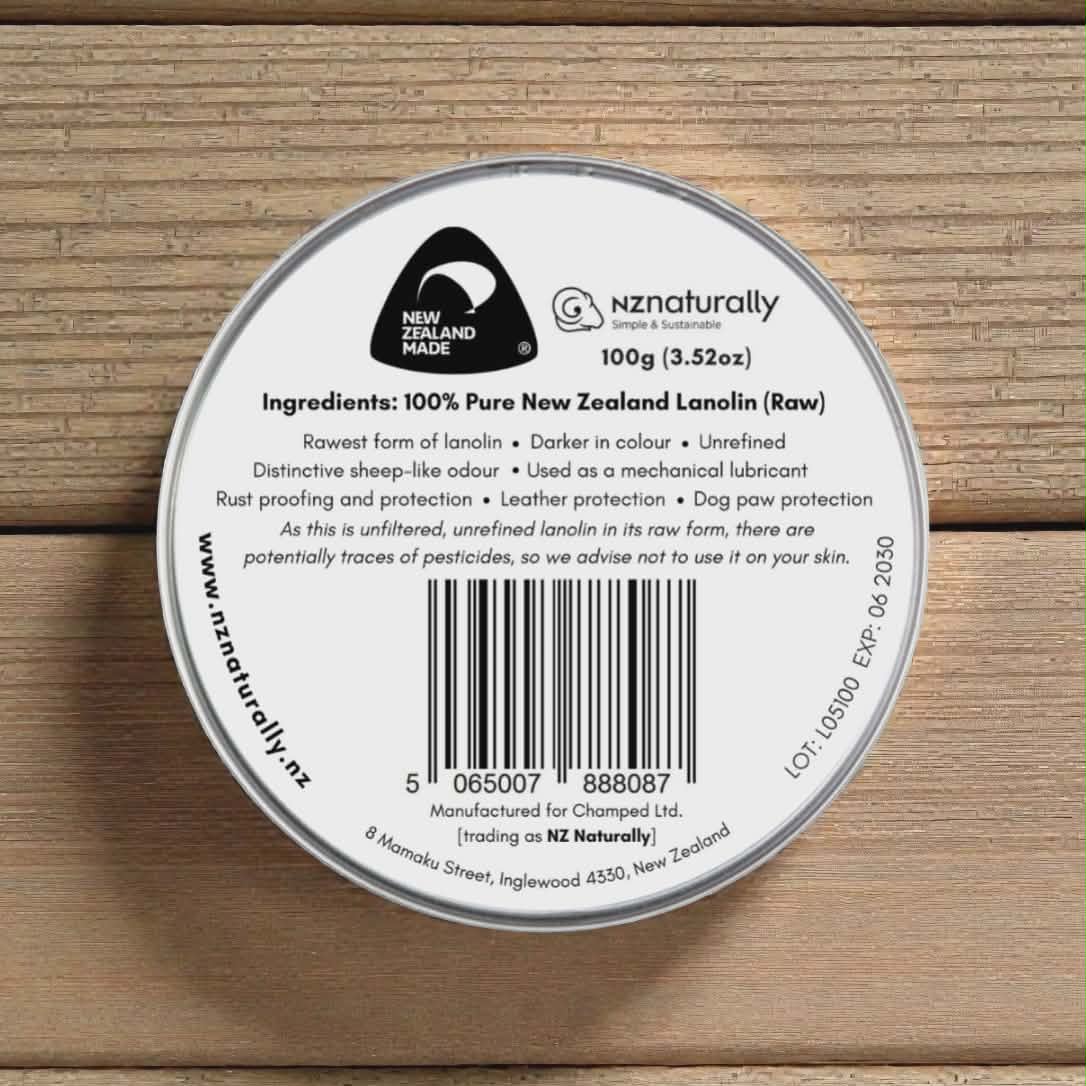 NEW
ZEALAND
MADE
®
NZnaturally
Simple & Sustainable
100g (3.52oz)
Ingredients: 100% Pure New Zealand Lanolin (Raw)
Rawest form of lanolin • Darker in colour • Unrefined
Distinctive sheep-like odour • Used as a mechanical lubricant
Rust proofing and protection • Leather protection • Dog paw protection
As this is unfiltered, unrefined lanolin in its raw form, there are
potentially traces of pesticides, so we advise not to use it on your skin.
www.nznaturally.nz
LOT: L05100 EXP: 06 2030
5 065007 888087
Manufactured for Champed Ltd.
[trading as NZ Naturally]
8 Mamaku Street, Inglewood 4330, New Zealand